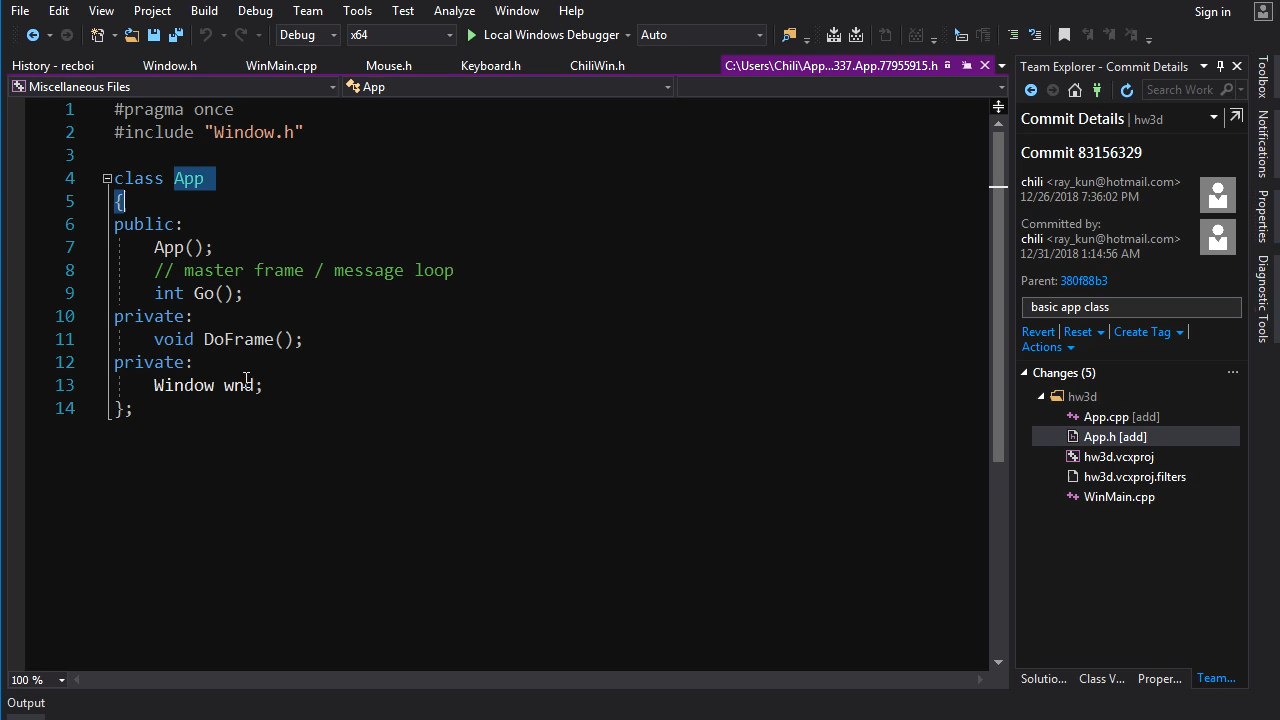 File Edit View Project Build Debug Team Tools Test Analyze Window Help Sign in
Debug x64 Local Windows Debugger Auto
History - recboi Window.h WinMain.cpp Mouse.h Keyboard.h ChiliWin.h C:\Users\Chili\App...337.App.77955915.h
Miscellaneous Files App
1 #pragma once
2 #include "Window.h"
3
4 class App
5 {
6 public:
7 App();
8 // master frame / message loop
9 int Go();
10 private:
11 void DoFrame();
12 private:
13 Window wnd;
14 };
100 %
Output
Team Explorer - Commit Details
Search Work
Commit Details | hw3d
Commit 83156329
chili <ray_kun@hotmail.com>
12/26/2018 7:36:02 PM
Committed by:
chili <ray_kun@hotmail.com>
12/31/2018 1:14:56 AM
Parent: 380f88b3
basic app class
Revert | Reset | Create Tag |
Actions
Changes (5) ...
hw3d
App.cpp [add]
App.h [add]
hw3d.vcxproj
hw3d.vcxproj.filters
WinMain.cpp
Solutio... Class V... Proper... Team...
Toolbox
Notifications
Properties
Diagnostic Tools